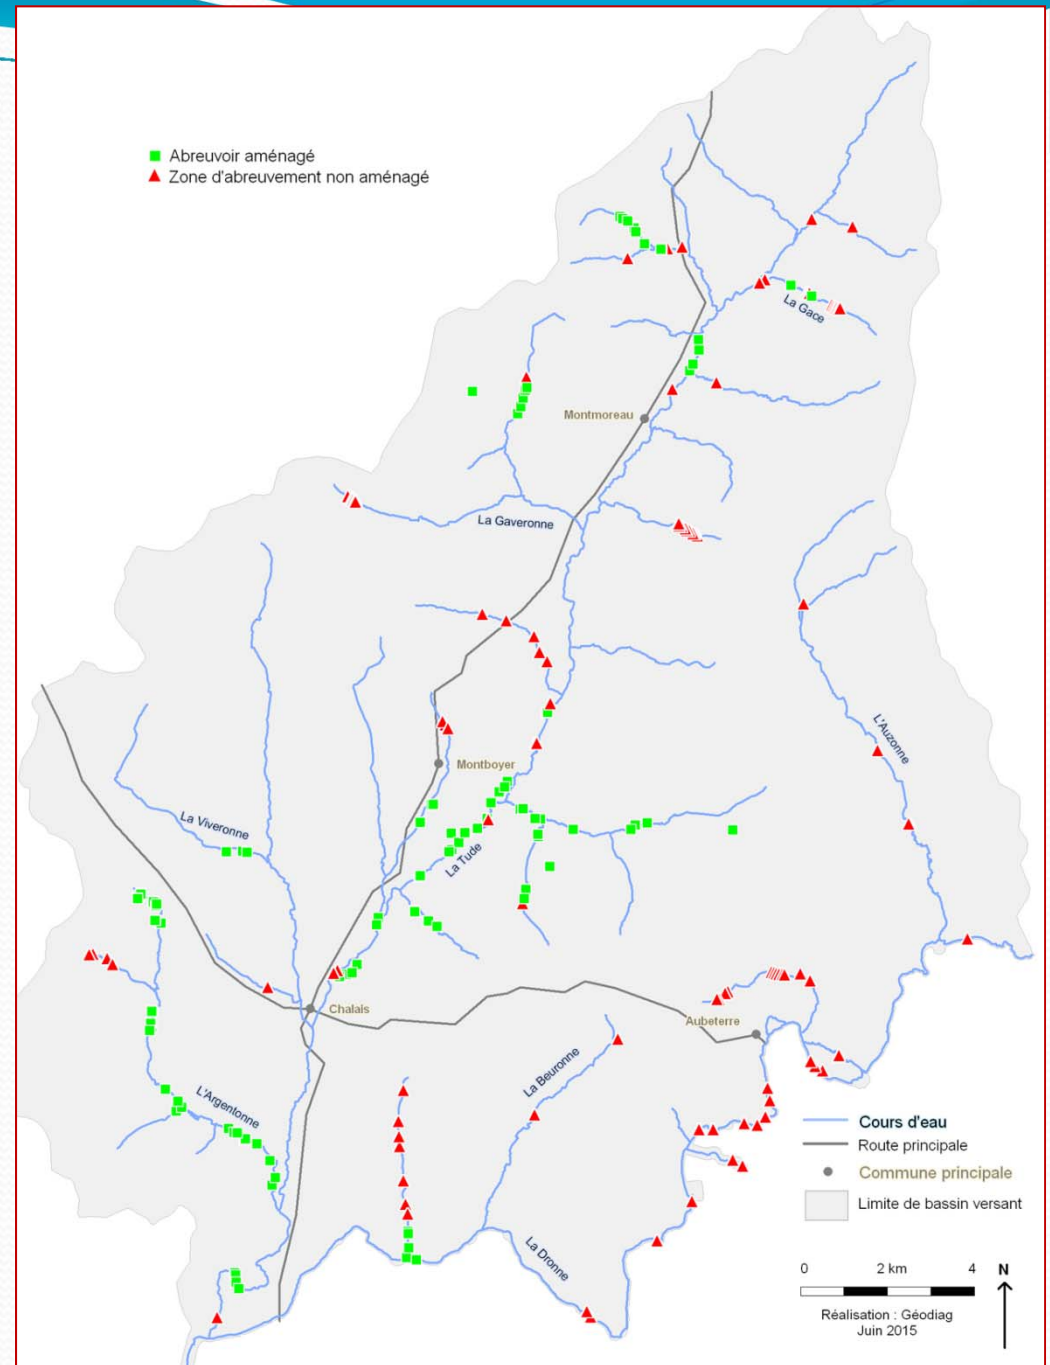 Abreuvoir aménagé
Zone d'abreuvement non aménagé
La Gace
Montmoreau
La Gaveronne
L'Auzonne
Montboyer
La Viveronne
La Tude
Chalais
Aubeterre
La Beuronne
L'Argentonne
La Dronne
Cours d'eau
Route principale
Commune principale
Limite de bassin versant
0 2 km 4 N
Réalisation : Géodiag
Juin 2015